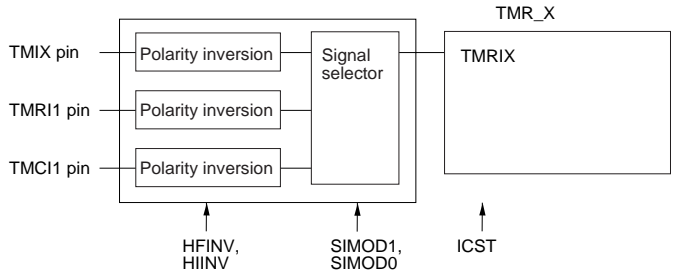 TMR_X
TMIX pin
Polarity inversion
Signal
selector
TMRIX
TMRI1 pin
Polarity inversion
TMCI1 pin
Polarity inversion
HFINV,
HIINV
SIMOD1,
SIMOD0
ICST